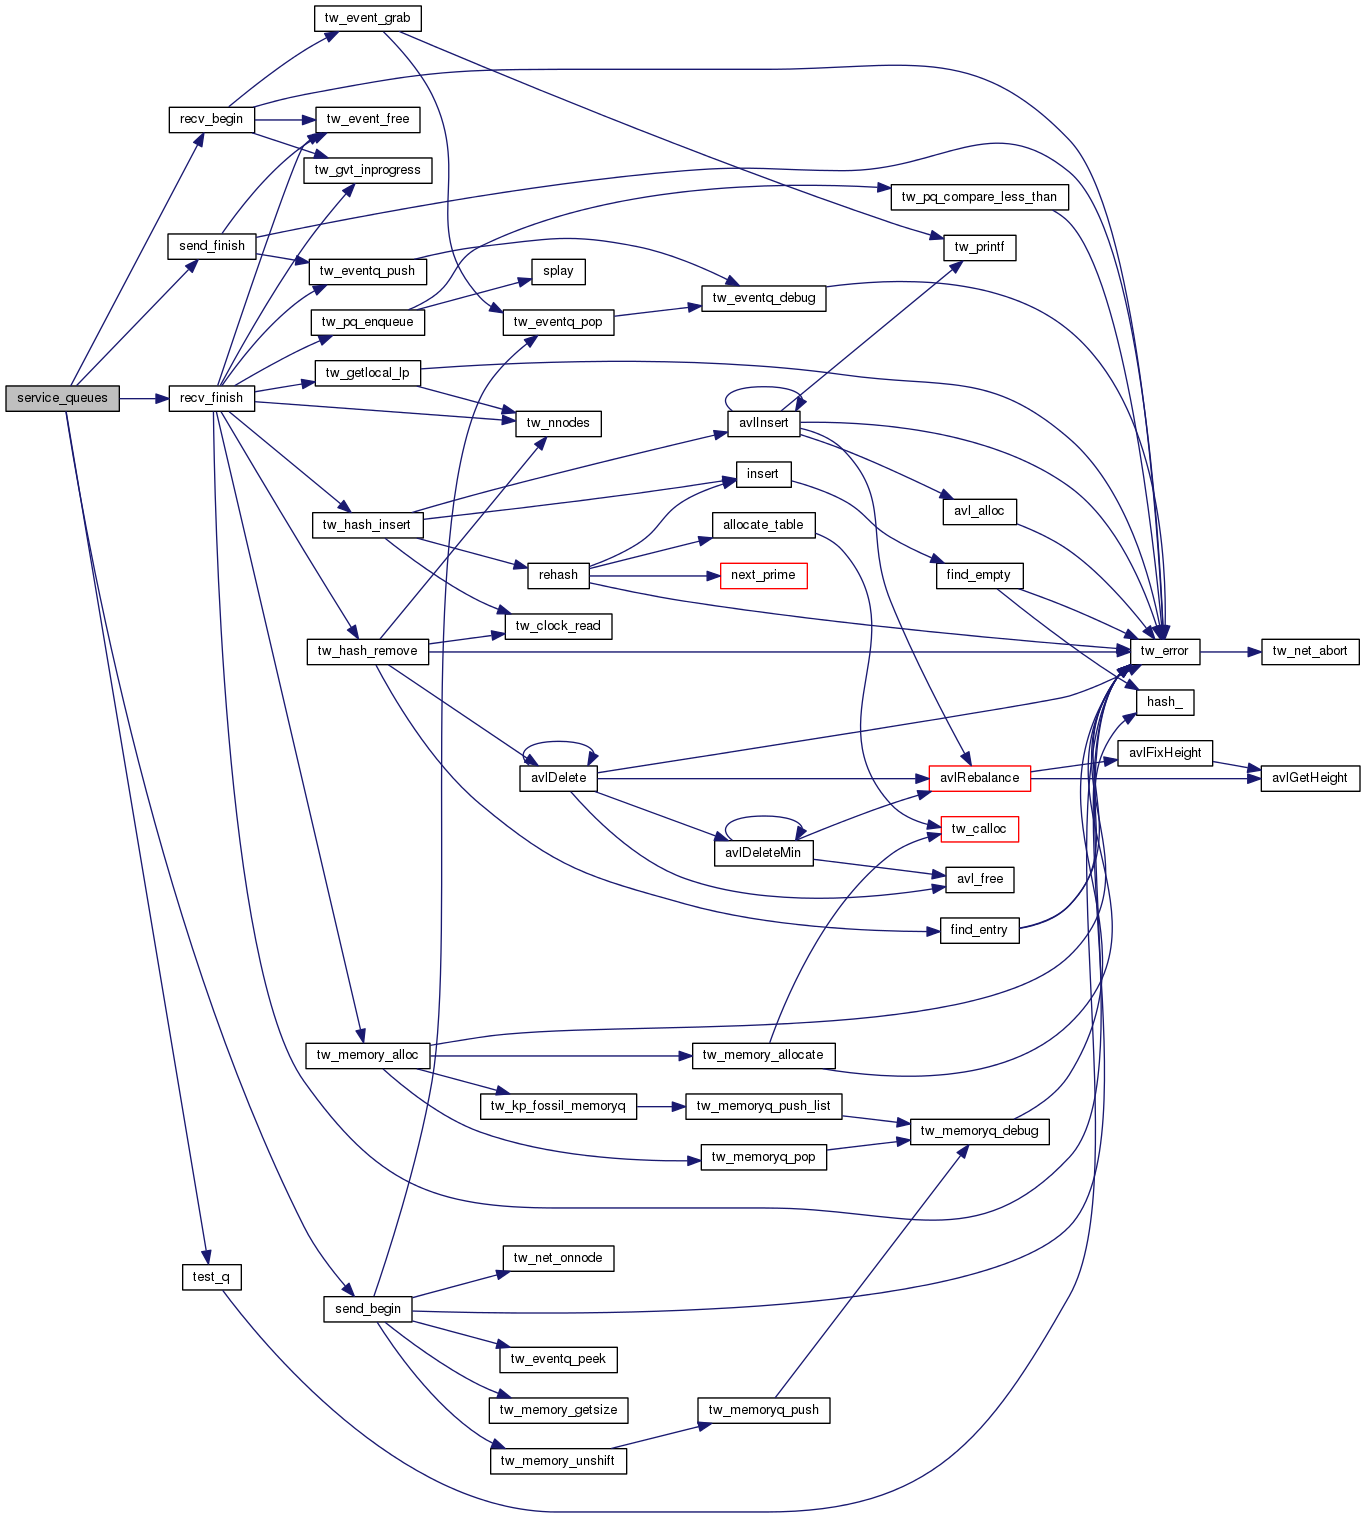 tw_event_grab
recv_begin
tw_event_free
tw_gvt_inprogress
tw_pq_compare_less_than
send_finish
tw_printf
tw_eventq_push
splay
tw_eventq_debug
tw_pq_enqueue
tw_eventq_pop
tw_getlocal_lp
service_queues
recv_finish
tw_nnodes
avlInsert
insert
avl_alloc
tw_hash_insert
allocate_table
rehash
next_prime
find_empty
tw_clock_read
tw_hash_remove
tw_error
tw_net_abort
hash_
avlFixHeight
avlDelete
avlRebalance
avlGetHeight
tw_calloc
avlDeleteMin
avl_free
find_entry
tw_memory_alloc
tw_memory_allocate
tw_kp_fossil_memoryq
tw_memoryq_push_list
tw_memoryq_debug
tw_memoryq_pop
tw_net_onnode
test_q
send_begin
tw_eventq_peek
tw_memory_getsize
tw_memoryq_push
tw_memory_unshift